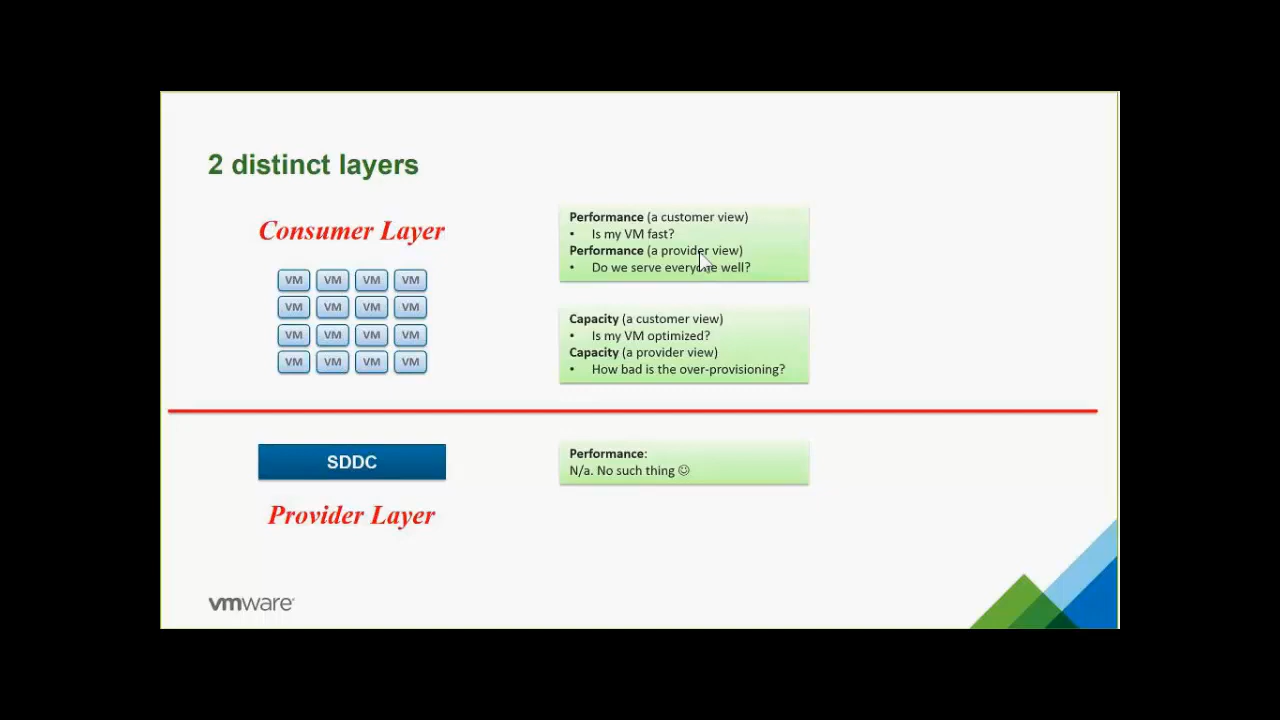 2 distinct layers
Consumer Layer
VM VM VM VM
VM VM VM VM
VM VM VM VM
VM VM VM VM
Performance (a customer view)
• Is my VM fast?
Performance (a provider view)
• Do we serve everyone well?
Capacity (a customer view)
• Is my VM optimized?
Capacity (a provider view)
• How bad is the over-provisioning?
SDDC
Provider Layer
Performance:
N/a. No such thing ☺
vmware